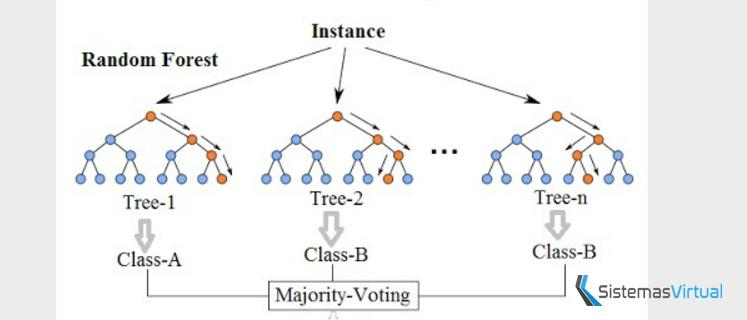 Instance
Random Forest
...
Tree-1
Tree-2
Tree-n
Class-A
Class-B
Class-B
Majority-Voting
SistemasVirtual